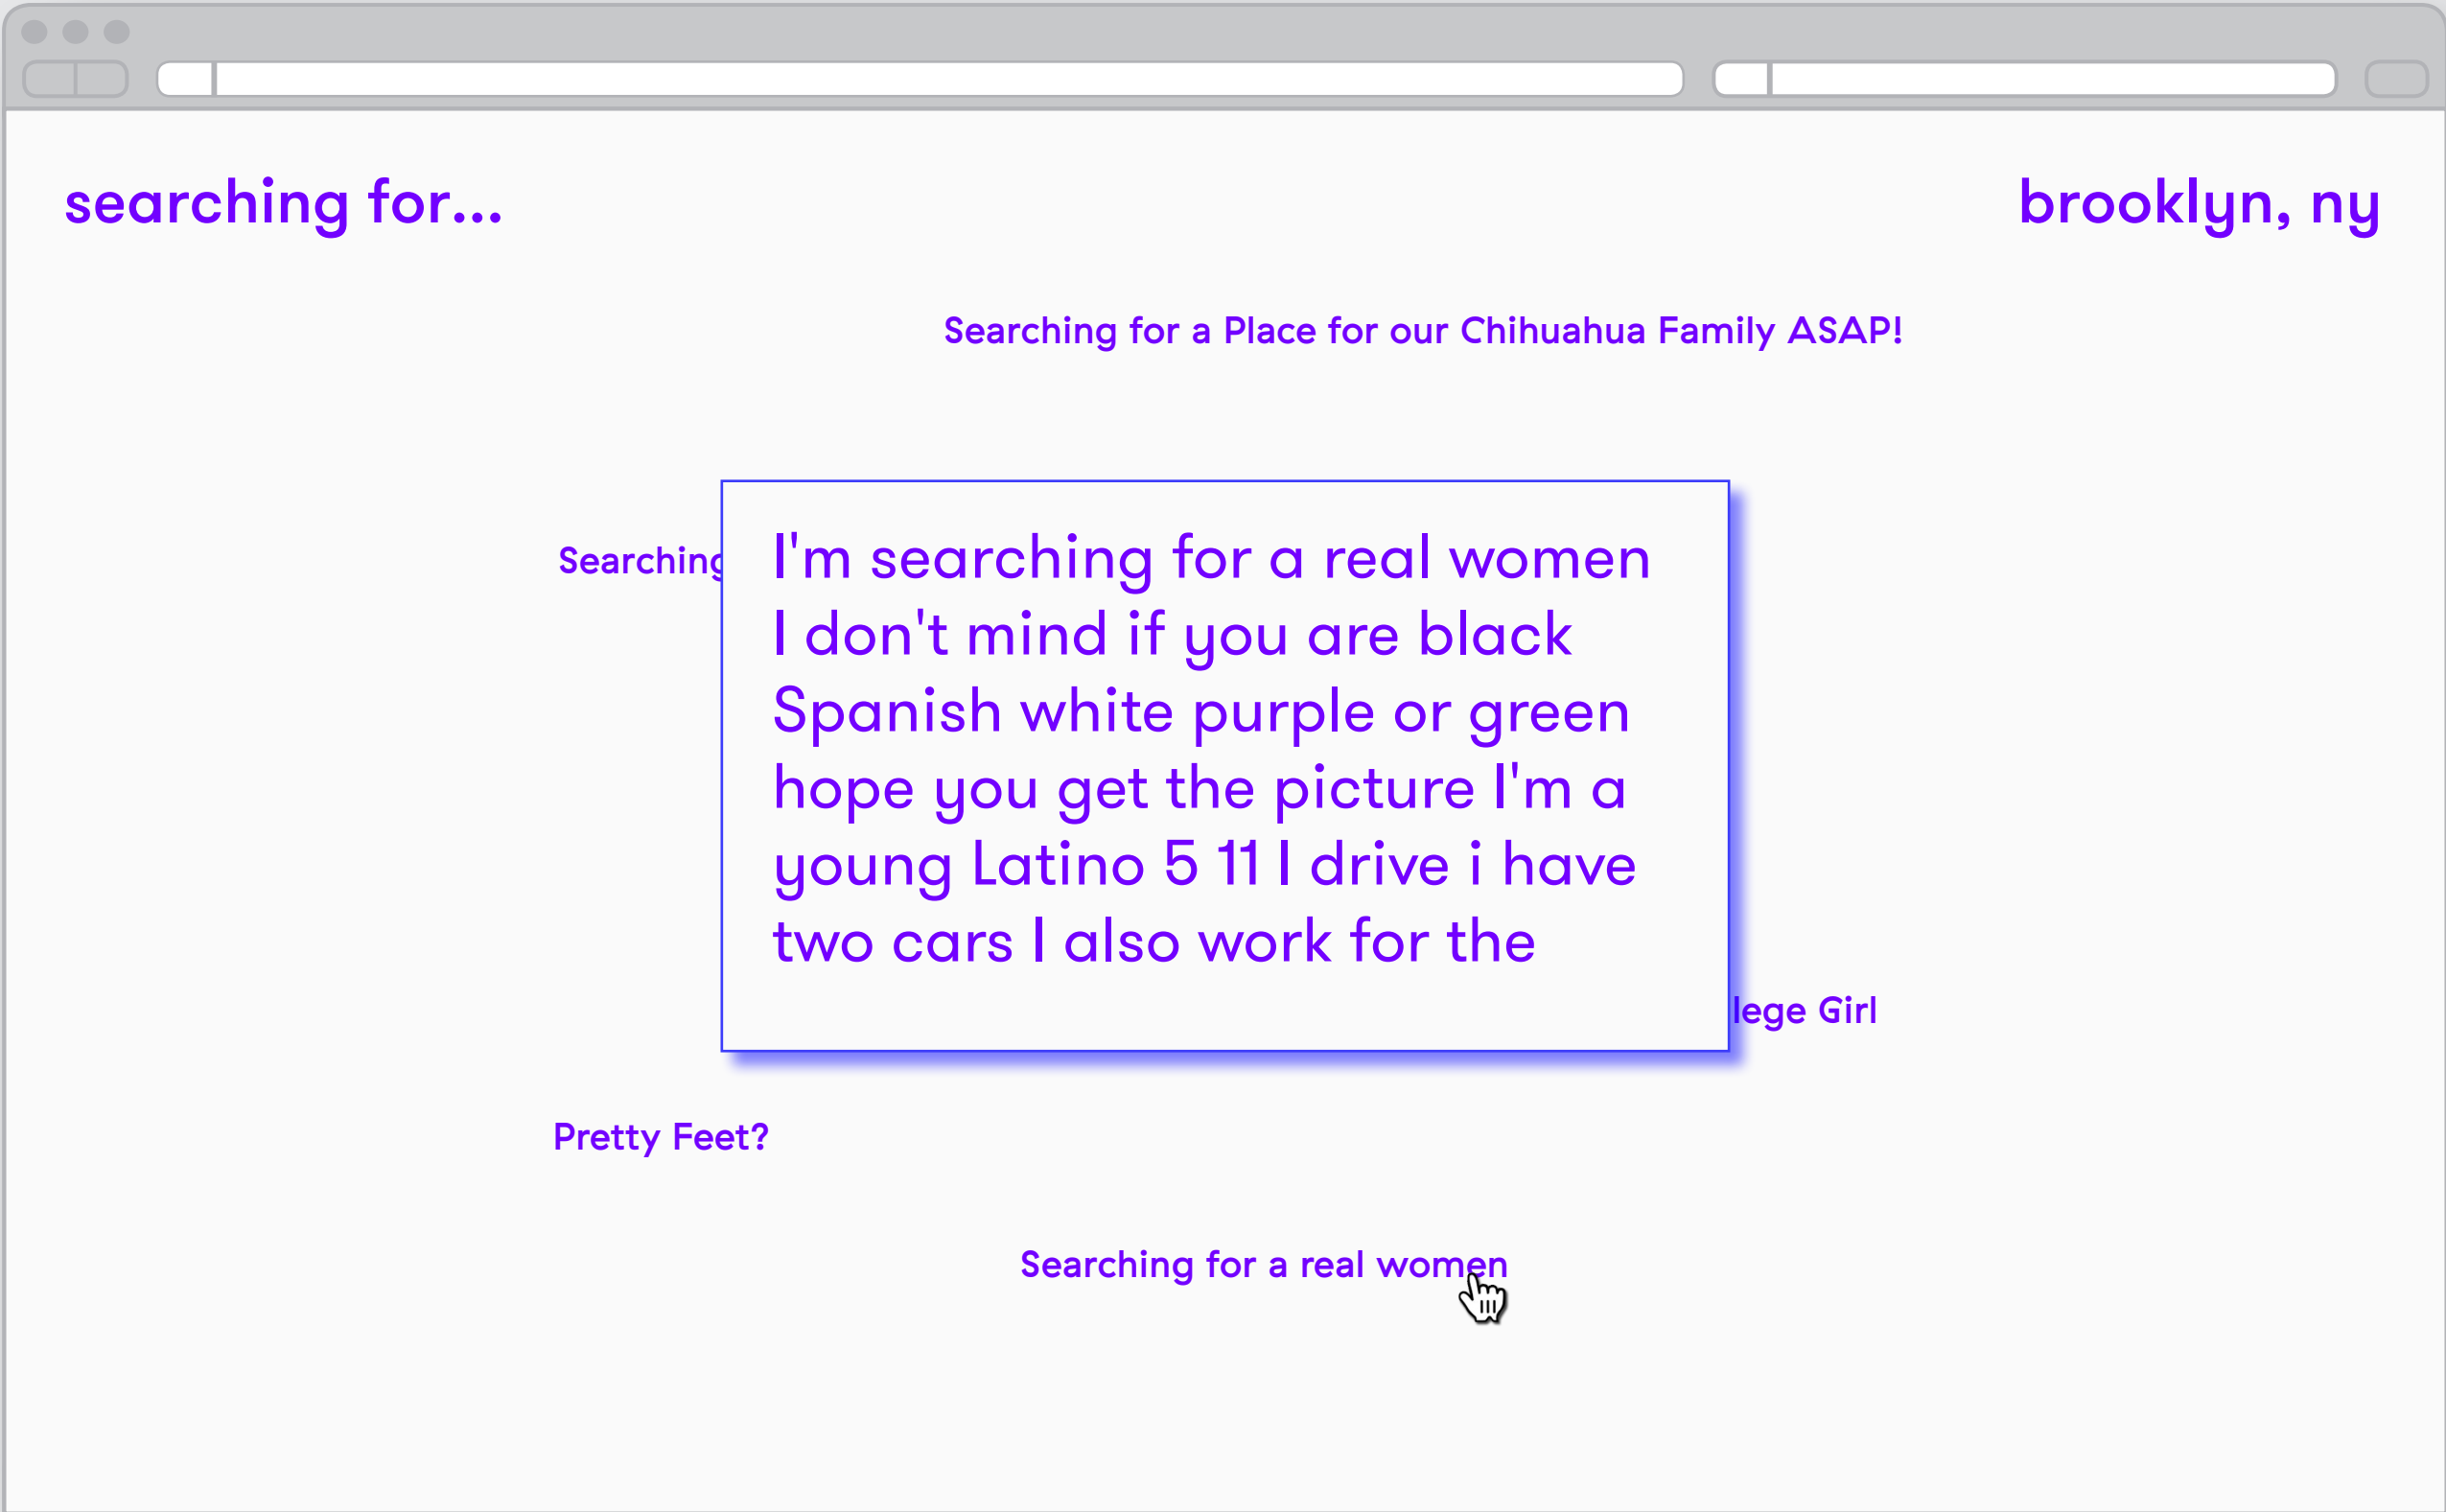 searching for...
brooklyn, ny
Searching for a Place for our Chihuahua Family ASAP!
Searching
I'm searching for a real women
I don't mind if you are black
Spanish white purple or green
hope you get the picture I'm a
young Latino 5 11 I drive i have
two cars I also work for the
lege Girl
Pretty Feet?
Searching for a real women